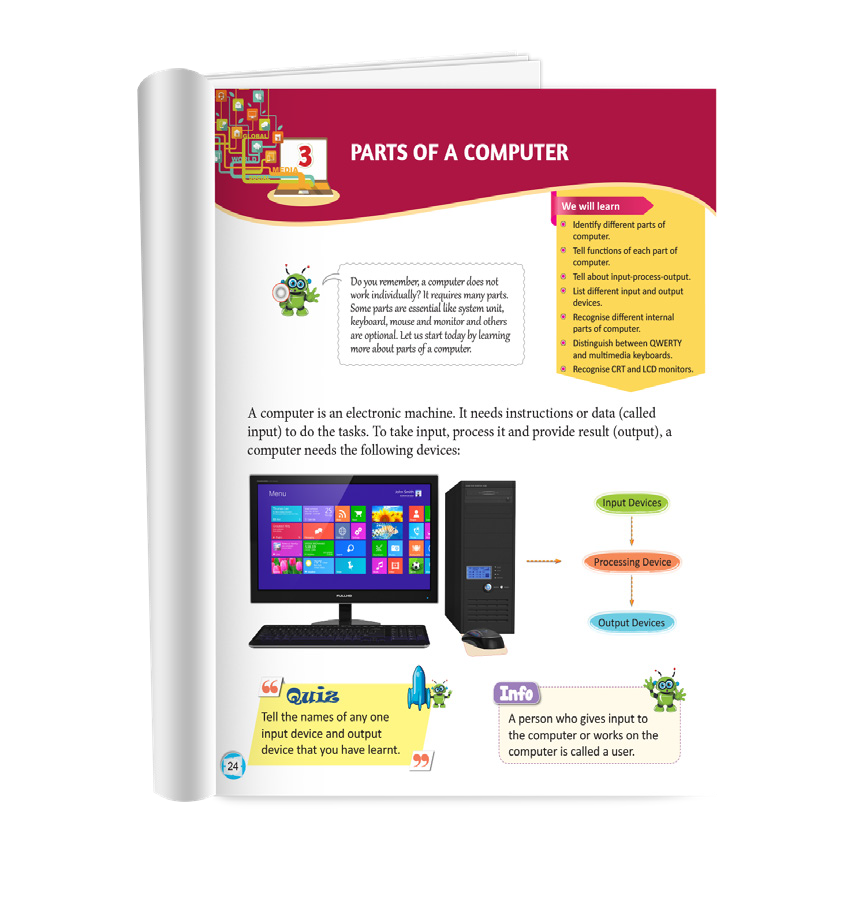 GLOBAL
WORLD
MEDIA
3
PARTS OF A COMPUTER
We will learn
Identify different parts of
computer.
Tell functions of each part of
computer.
Tell about input-process-output.
List different input and output
devices.
Recognise different internal
parts of computer.
Distinguish between QWERTY
and multimedia keyboards.
Recognise CRT and LCD monitors.
Do you remember, a computer does not
work individually? It requires many parts.
Some parts are essential like system unit,
keyboard, mouse and monitor and others
are optional. Let us start today by learning
more about parts of a computer.
A computer is an electronic machine. It needs instructions or data (called
input) to do the tasks. To take input, process it and provide result (output), a
computer needs the following devices:
Menu
Input Devices
Processing Device
Output Devices
Quiz
Tell the names of any one
input device and output
device that you have learnt.
Info
A person who gives input to
the computer or works on the
computer is called a user.
24